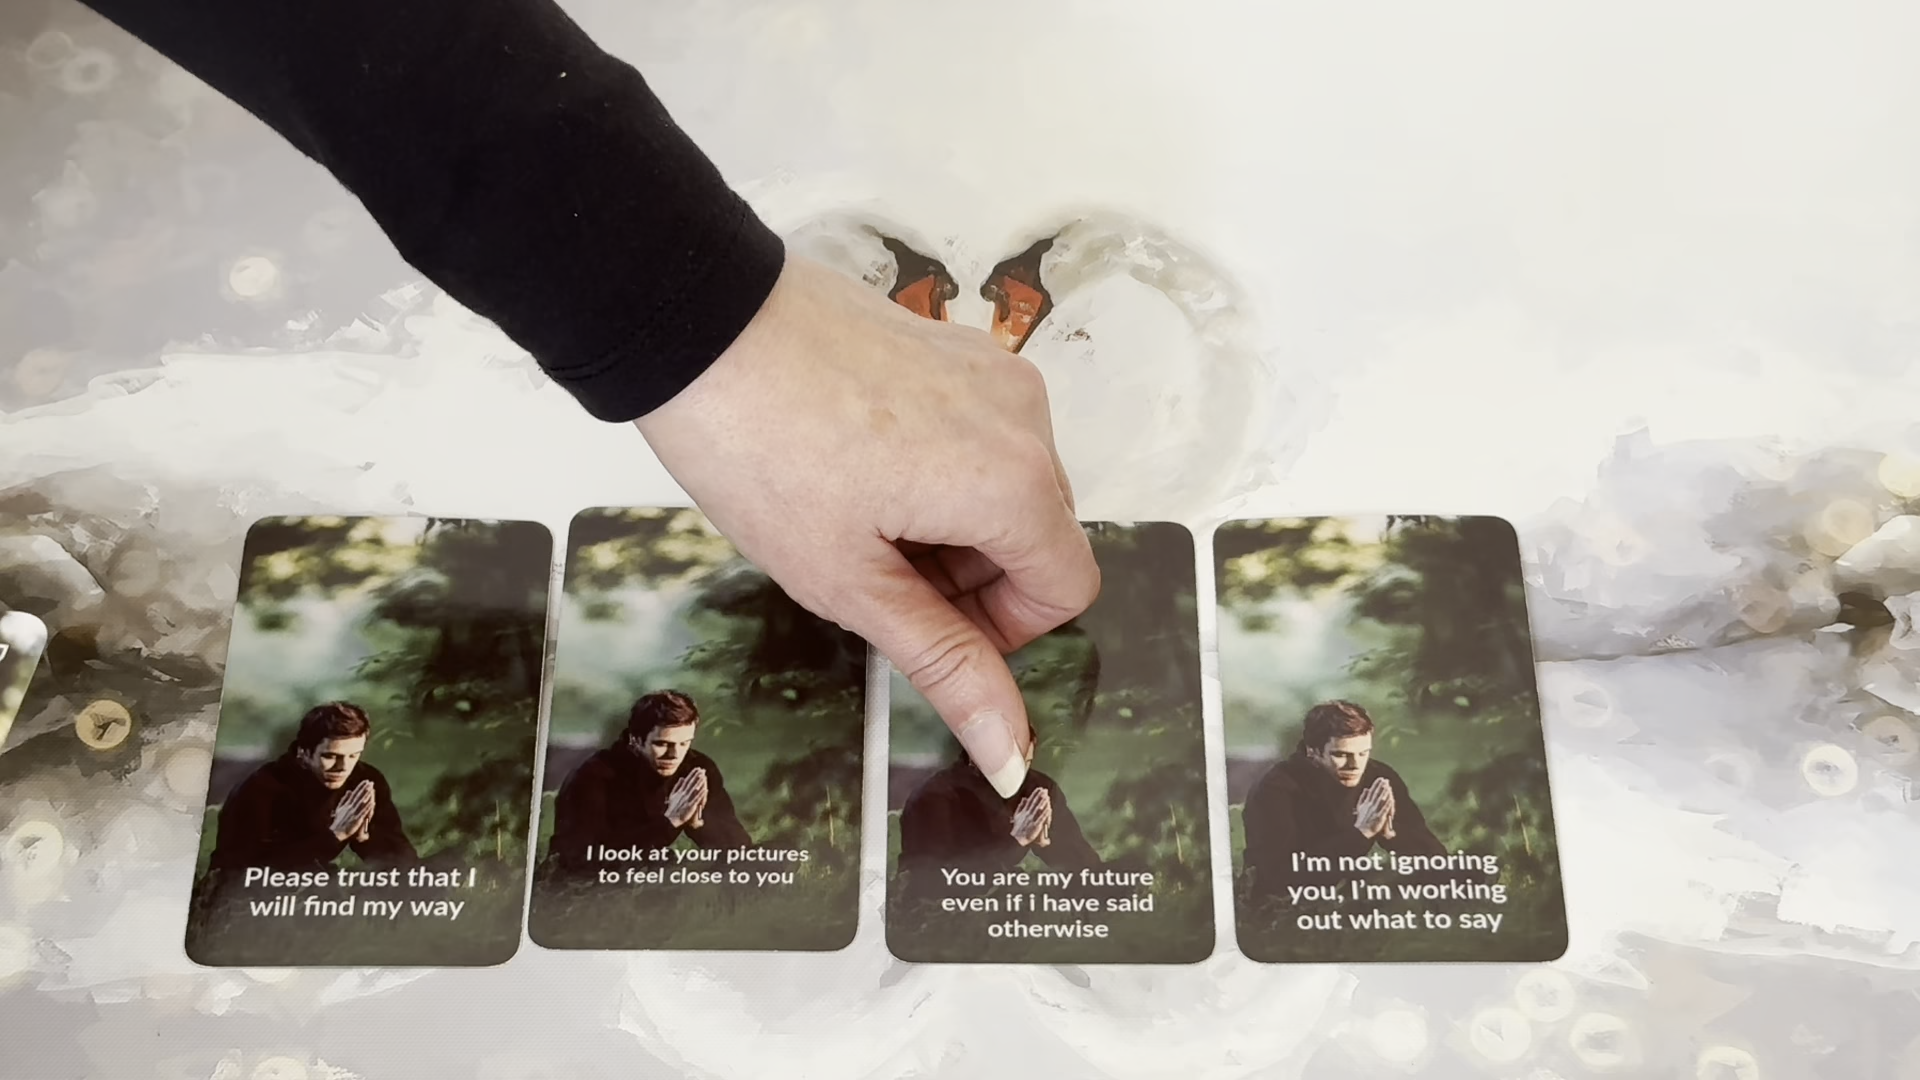 Please trust that I
will find my way
I look at your pictures
to feel close to you
You are my future
even if i have said
otherwise
I'm not ignoring
you, I'm working
out what to say